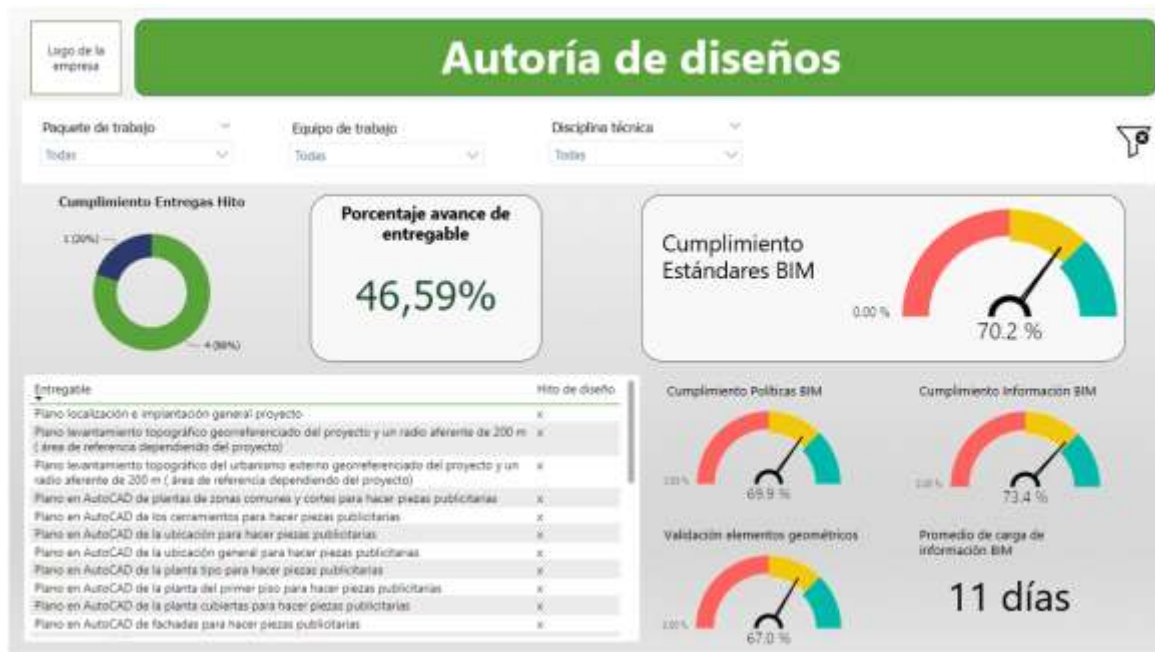 Logo de la
empresa
Autoría de diseños
Paquete de trabajo
Todas
Equipo de trabajo
Todas
Disciplina técnica
Todas
Cumplimiento Entregas Hito
1 (20%)
4 (80%)
Porcentaje avance de
entregable
46,59%
Cumplimiento
Estándares BIM
0.00 %
70.2 %
Entregable
Hito de diseño
Plano localización e implantación general proyecto x
Plano levantamiento topográfico georreferenciado del proyecto y un radio aferente de 200 m x
( área de referencia dependiendo del proyecto)
Plano levantamiento topográfico del urbanismo externo georreferenciado del proyecto y un x
radio aferente de 200 m ( área de referencia dependiendo del proyecto)
Plano en AutoCAD de plantas de zonas comunes y cortes para hacer piezas publicitarias x
Plano en AutoCAD de los cerramientos para hacer piezas publicitarias x
Plano en AutoCAD de la ubicación para hacer piezas publicitarias x
Plano en AutoCAD de la ubicación general para hacer piezas publicitarias x
Plano en AutoCAD de la planta tipo para hacer piezas publicitarias x
Plano en AutoCAD de la planta del primer piso para hacer piezas publicitarias x
Plano en AutoCAD de la planta cubiertas para hacer piezas publicitarias x
Plano en AutoCAD de fachadas para hacer piezas publicitarias x
Cumplimiento Políticas BIM
0.00 %
69.9 %
Cumplimiento Información BIM
0.00 %
73.4 %
Validación elementos geométricos
0.00 %
67.0 %
Promedio de carga de
información BIM
11 días